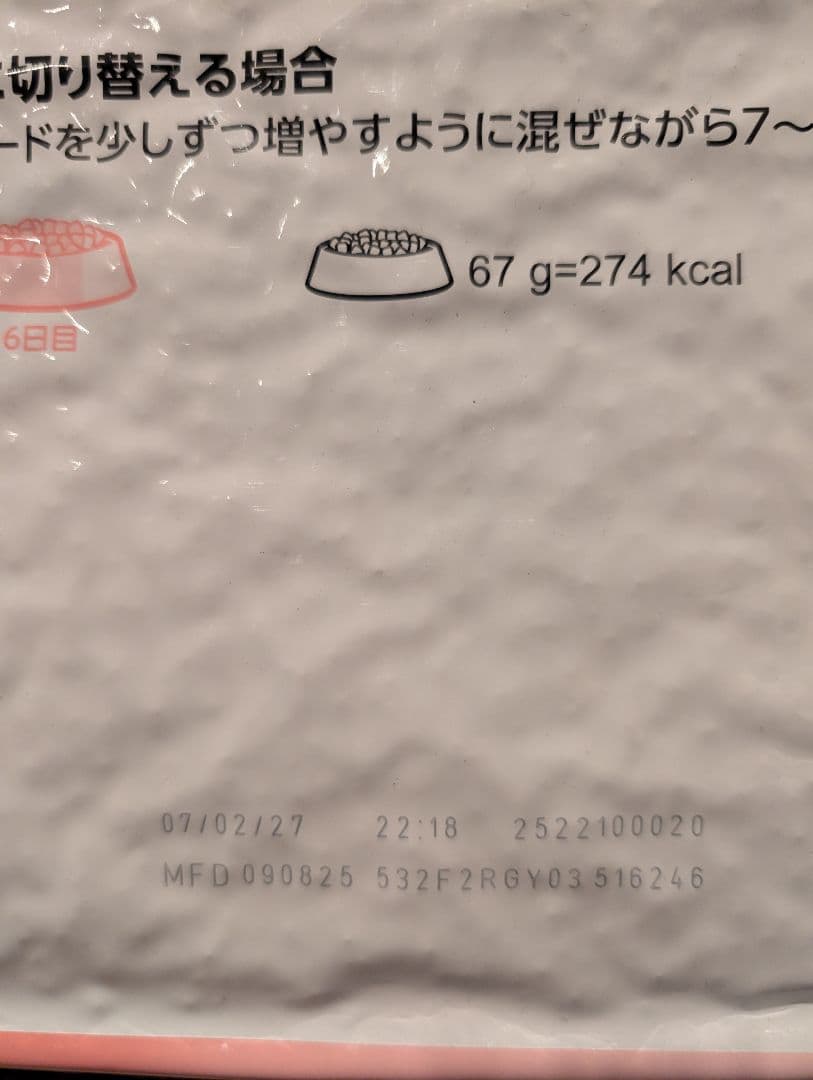 に切り替える場合
ードを少しずつ増やすように混ぜながら7～
67 g=274 kcal
6日目
07/02/27 22:18 2522100020
MFD 090825 532F2RGY03 516246